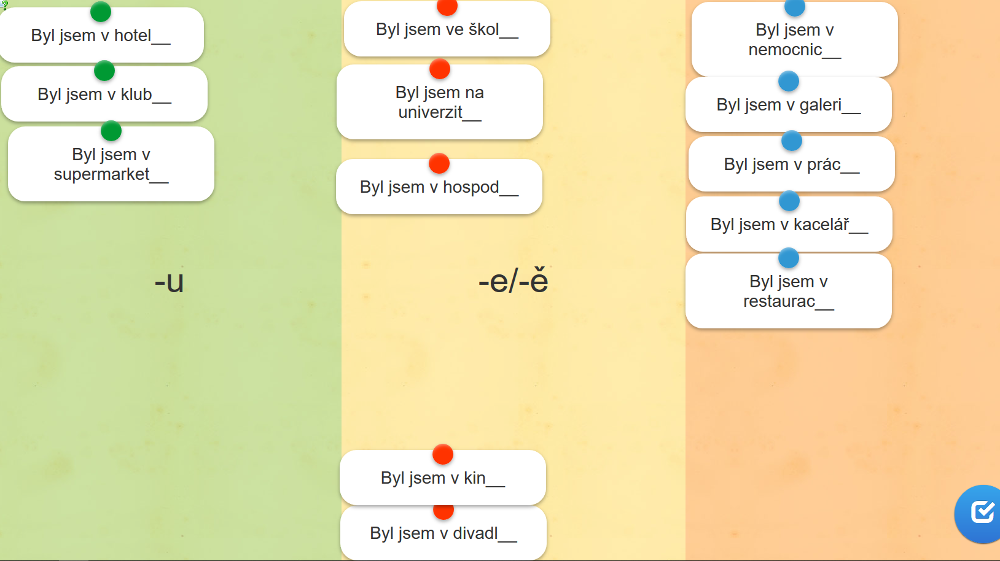 Byl jsem v hotel__
Byl jsem v klub__
Byl jsem v
supermarket__
-u
Byl jsem ve škol__
Byl jsem na
univerzit__
Byl jsem v hospod__
-e/-ě
Byl jsem v kin__
Byl jsem v divadl__
Byl jsem v
nemocnic__
Byl jsem v galeri__
Byl jsem v prác__
Byl jsem v kacelář__
Byl jsem v
restaurac__